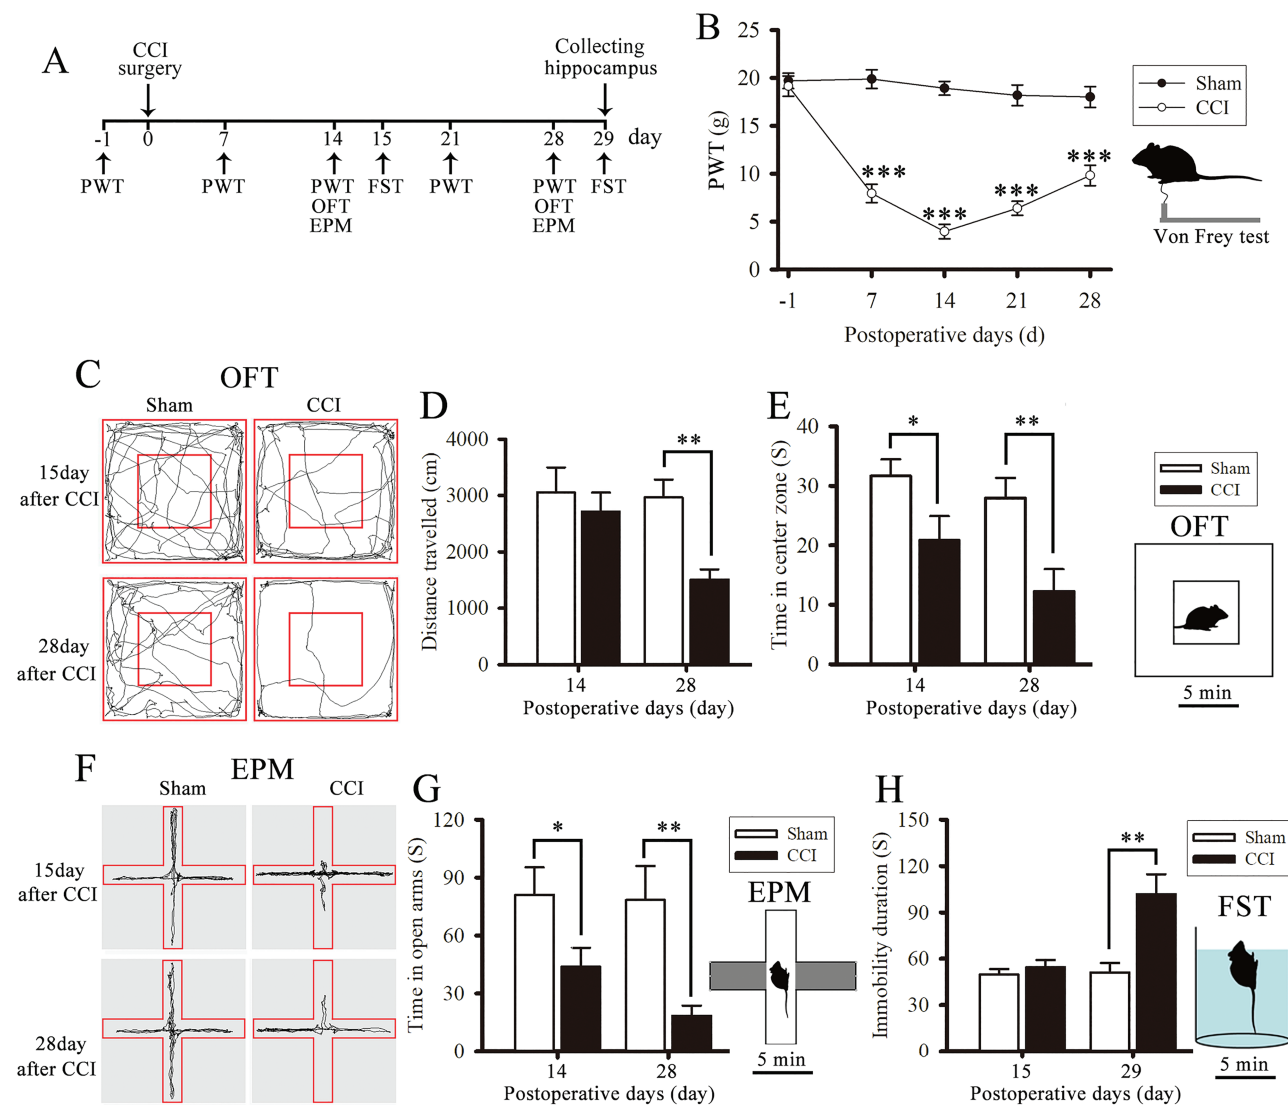 A
CCI
surgery
Collecting
hippocampus
-1 0 7 14 15 21 28 29 day
PWT PWT PWT FST PWT PWT FST
OFT OFT
EPM EPM
B
25
20
15
10
5
0
PWT (g)
*** *** *** ***
-1 7 14 21 28
Postoperative days (d)
Sham
CCI
Von Frey test
C
OFT
Sham CCI
15day
after CCI
28day
after CCI
D
4000
3000
2000
1000
0
Distance travelled (cm)
**
14 28
Postoperative days (day)
E
40
30
20
10
0
Time in center zone (S)
* **
14 28
Postoperative days (day)
Sham
CCI
OFT
5 min
F
EPM
Sham CCI
15day
after CCI
28day
after CCI
G
120
90
60
30
0
Time in open arms (S)
* **
14 28
Postoperative days (day)
Sham
CCI
EPM
5 min
H
150
120
90
60
30
0
Immobility duration (S)
**
15 29
Postoperative days (day)
Sham
CCI
FST
5 min